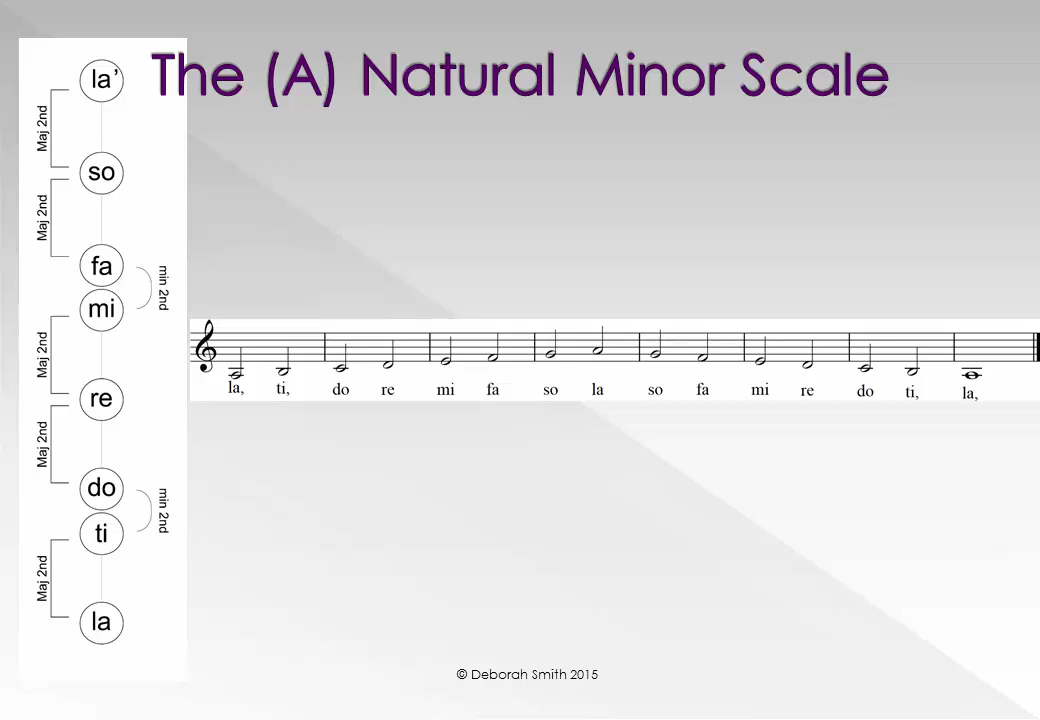 The (A) Natural Minor Scale
la’
Maj 2nd
so
Maj 2nd
fa
min 2nd
mi
Maj 2nd
re
Maj 2nd
do
min 2nd
ti
Maj 2nd
la
la, ti, do re mi fa so la so fa mi re do ti, la,
© Deborah Smith 2015